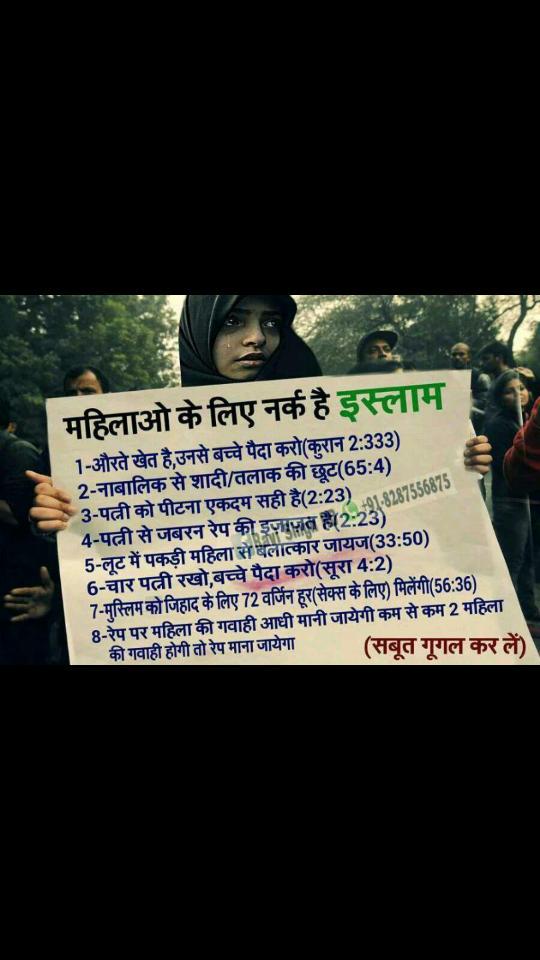 महिलाओ के लिए नर्क है इस्लाम
1-औरते खेत है,उनसे बच्चे पैदा करो(कुरान 2:333)
2-नाबालिक से शादी/तलाक की छूट(65:4)
3-पत्नी को पीटना एकदम सही है(2:23)
4-पत्नी से जबरन रेप की इजाजत है(2:23)
5-लूट में पकड़ी महिला से बलात्कार जायज(33:50)
6-चार पत्नी रखो,बच्चे पैदा करो(सूरा 4:2)
7-मुस्लिम को जिहाद के लिए 72 वर्जिन हूर(सेक्स के लिए) मिलेंगी(56:36)
8-रेप पर महिला की गवाही आधी मानी जायेगी कम से कम 2 महिला
की गवाही होगी तो रेप माना जायेगा
(सबूत गूगल कर लें)
Singh
+91-8287556875